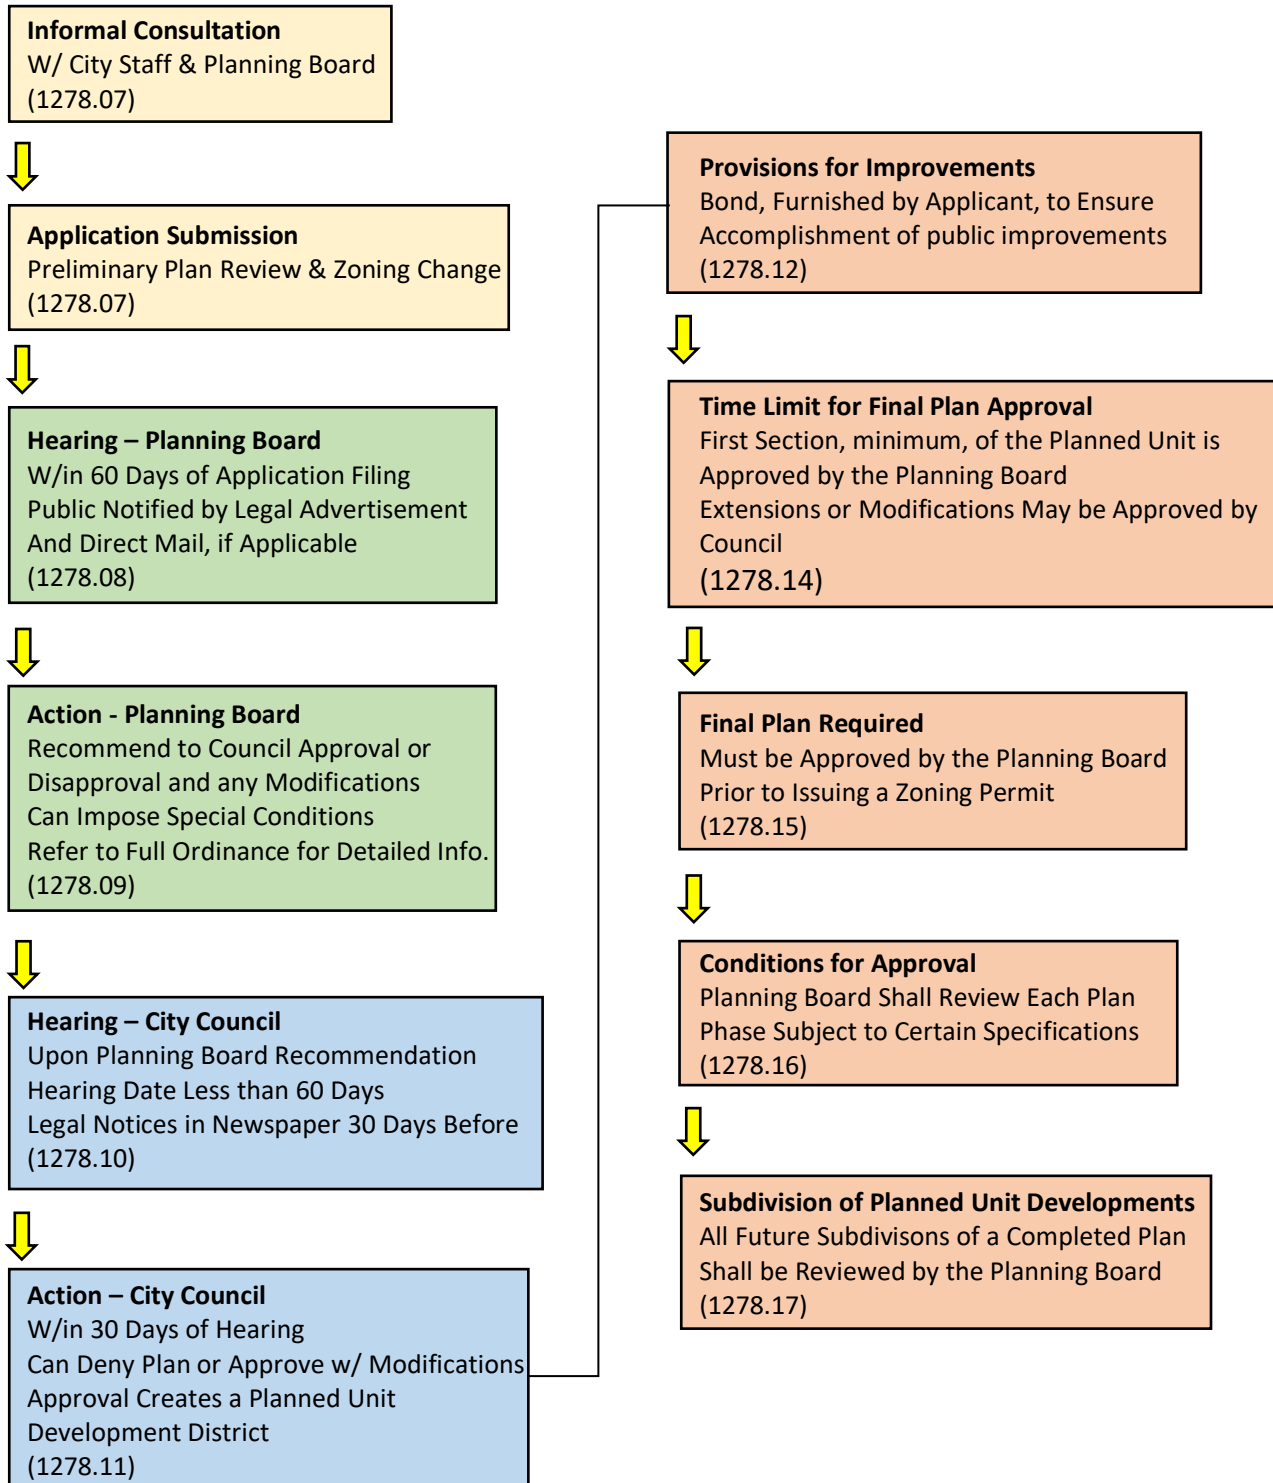 Informal Consultation
W/ City Staff & Planning Board
(1278.07)
Application Submission
Preliminary Plan Review & Zoning Change
(1278.07)
Hearing – Planning Board
W/in 60 Days of Application Filing
Public Notified by Legal Advertisement
And Direct Mail, if Applicable
(1278.08)
Action - Planning Board
Recommend to Council Approval or
Disapproval and any Modifications
Can Impose Special Conditions
Refer to Full Ordinance for Detailed Info.
(1278.09)
Hearing – City Council
Upon Planning Board Recommendation
Hearing Date Less than 60 Days
Legal Notices in Newspaper 30 Days Before
(1278.10)
Action – City Council
W/in 30 Days of Hearing
Can Deny Plan or Approve w/ Modifications
Approval Creates a Planned Unit
Development District
(1278.11)
Provisions for Improvements
Bond, Furnished by Applicant, to Ensure
Accomplishment of public improvements
(1278.12)
Time Limit for Final Plan Approval
First Section, minimum, of the Planned Unit is
Approved by the Planning Board
Extensions or Modifications May be Approved by
Council
(1278.14)
Final Plan Required
Must be Approved by the Planning Board
Prior to Issuing a Zoning Permit
(1278.15)
Conditions for Approval
Planning Board Shall Review Each Plan
Phase Subject to Certain Specifications
(1278.16)
Subdivision of Planned Unit Developments
All Future Subdivisons of a Completed Plan
Shall be Reviewed by the Planning Board
(1278.17)